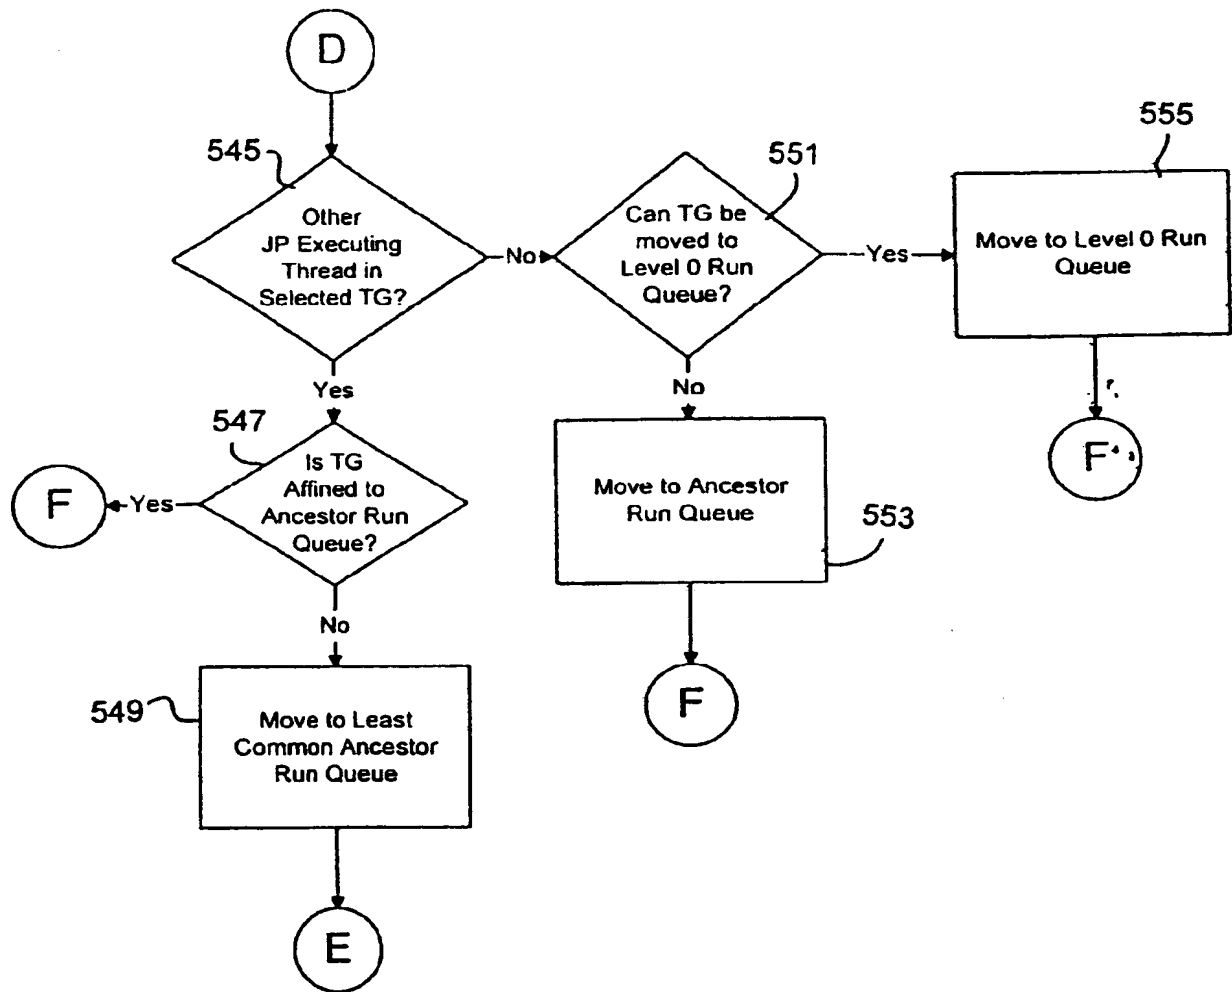 D
545
Other
JP Executing
Thread in
Selected TG?
No
551
Can TG be
moved to
Level 0 Run
Queue?
Yes
555
Move to Level 0 Run
Queue
F
Yes
547
Is TG
Affined to
Ancestor Run
Queue?
Yes
F
No
Move to Ancestor
Run Queue
553
F
No
549
Move to Least
Common Ancestor
Run Queue
E